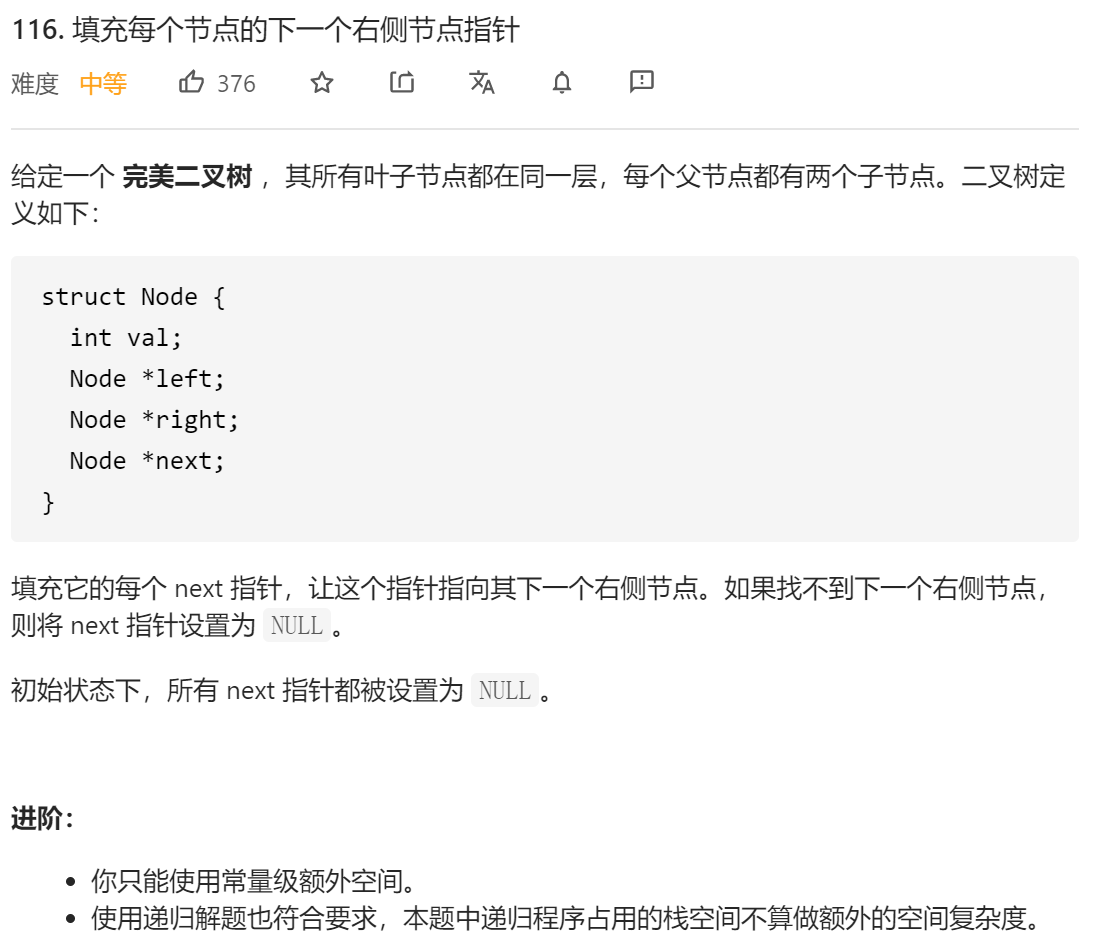 116. 填充每个节点的下一个右侧节点指针
难度 中等 376
给定一个 完美二叉树 ，其所有叶子节点都在同一层，每个父节点都有两个子节点。二叉树定
义如下：
struct Node {
  int val;
  Node *left;
  Node *right;
  Node *next;
}
填充它的每个 next 指针，让这个指针指向其下一个右侧节点。如果找不到下一个右侧节点，
则将 next 指针设置为 NULL 。
初始状态下，所有 next 指针都被设置为 NULL 。
进阶：
• 你只能使用常量级额外空间。
• 使用递归解题也符合要求，本题中递归程序占用的栈空间不算做额外的空间复杂度。